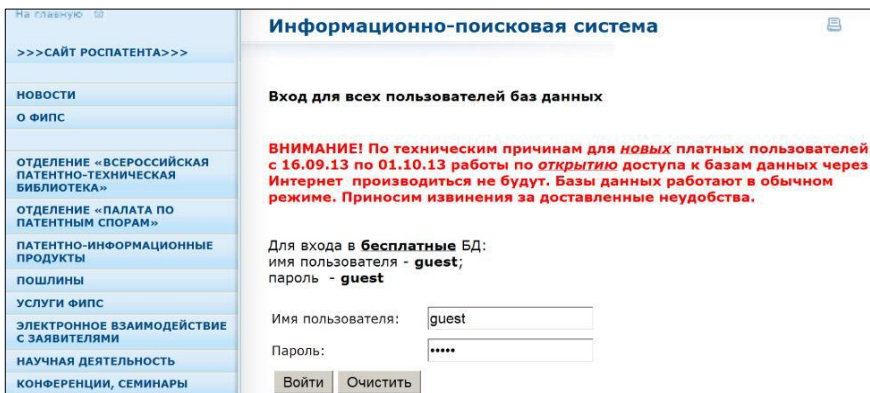 На главную
>>>САЙТ РОСПАТЕНТА>>>
НОВОСТИ
О ФИПС
ОТДЕЛЕНИЕ «ВСЕРОССИЙСКАЯ
ПАТЕНТНО-ТЕХНИЧЕСКАЯ
БИБЛИОТЕКА»
ОТДЕЛЕНИЕ «ПАЛАТА ПО
ПАТЕНТНЫМ СПОРАМ»
ПАТЕНТНО-ИНФОРМАЦИОННЫЕ
ПРОДУКТЫ
ПОШЛИНЫ
УСЛУГИ ФИПС
ЭЛЕКТРОННОЕ ВЗАИМОДЕЙСТВИЕ
С ЗАЯВИТЕЛЯМИ
НАУЧНАЯ ДЕЯТЕЛЬНОСТЬ
КОНФЕРЕНЦИИ, СЕМИНАРЫ
Информационно-поисковая система
Вход для всех пользователей баз данных
ВНИМАНИЕ! По техническим причинам для новых платных пользователей
с 16.09.13 по 01.10.13 работы по открытию доступа к базам данных через
Интернет производиться не будут. Базы данных работают в обычном
режиме. Приносим извинения за доставленные неудобства.
Для входа в бесплатные БД:
имя пользователя - guest;
пароль - guest
Имя пользователя: guest
Пароль: •••••
Войти Очистить